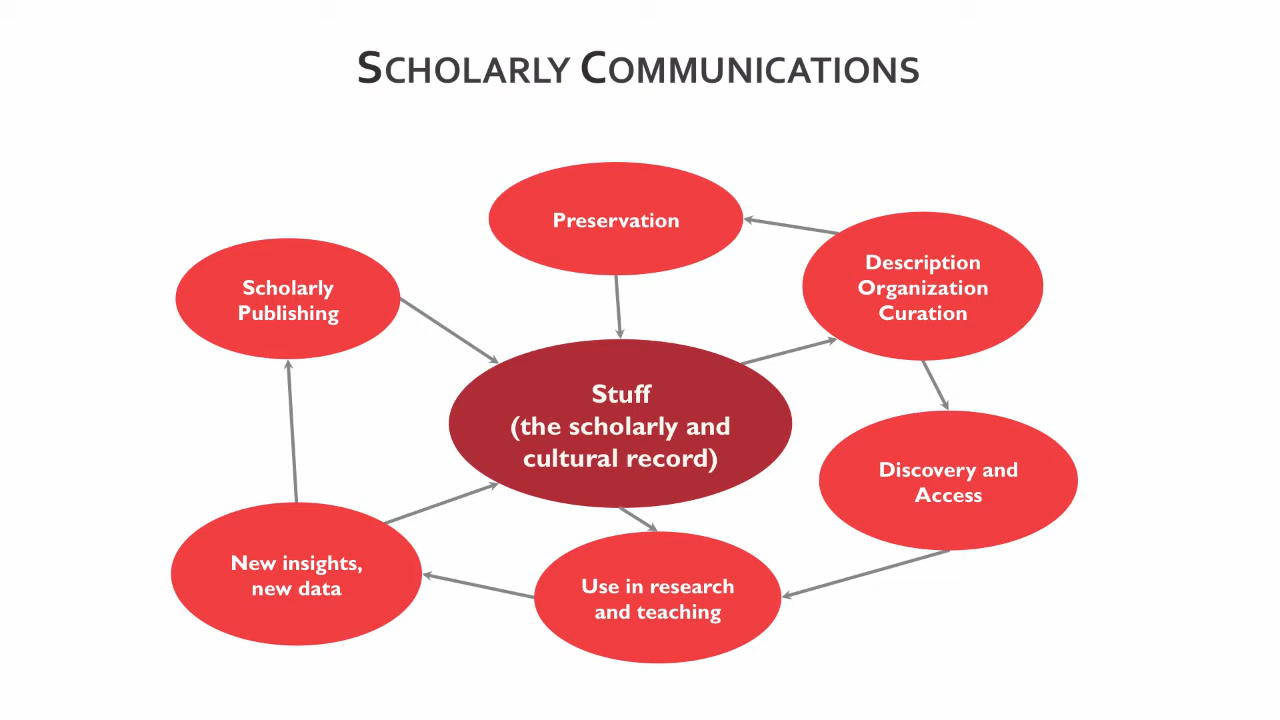 SCHOLARLY COMMUNICATIONS
Preservation
Description
Organization
Curation
Scholarly
Publishing
Stuff
(the scholarly and
cultural record)
Discovery and
Access
New insights,
new data
Use in research
and teaching